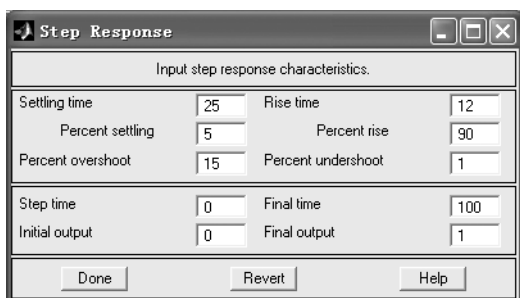 Step Response
Input step response characteristics.
Settling time 25 Rise time 12
Percent settling 5 Percent rise 90
Percent overshoot 15 Percent undershoot 1
Step time 0 Final time 100
Initial output 0 Final output 1
Done Revert Help